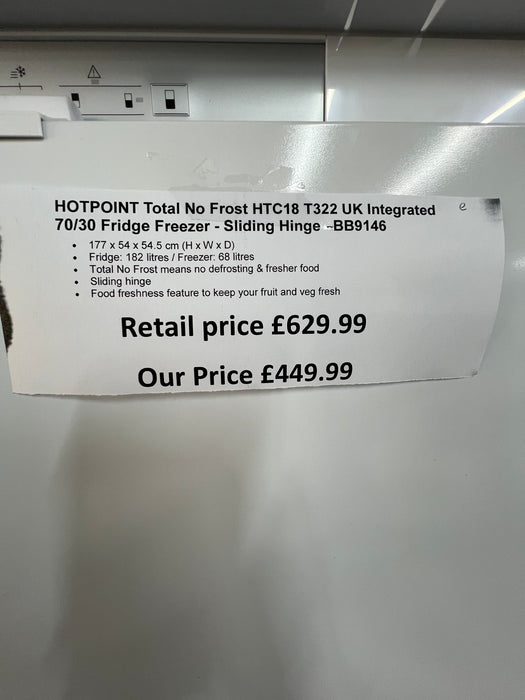 HOTPOINT Total No Frost HTC18 T322 UK Integrated
70/30 Fridge Freezer - Sliding Hinge -BB9146
e
• 177 x 54 x 54.5 cm (H x W x D)
• Fridge: 182 litres / Freezer: 68 litres
• Total No Frost means no defrosting & fresher food
• Sliding hinge
• Food freshness feature to keep your fruit and veg fresh
Retail price £629.99
Our Price £449.99